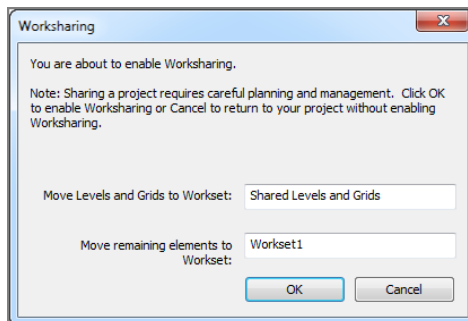 Worksharing
You are about to enable Worksharing.
Note: Sharing a project requires careful planning and management. Click OK
to enable Worksharing or Cancel to return to your project without enabling
Worksharing.
Move Levels and Grids to Workset: Shared Levels and Grids
Move remaining elements to Workset1
Workset:
OK Cancel